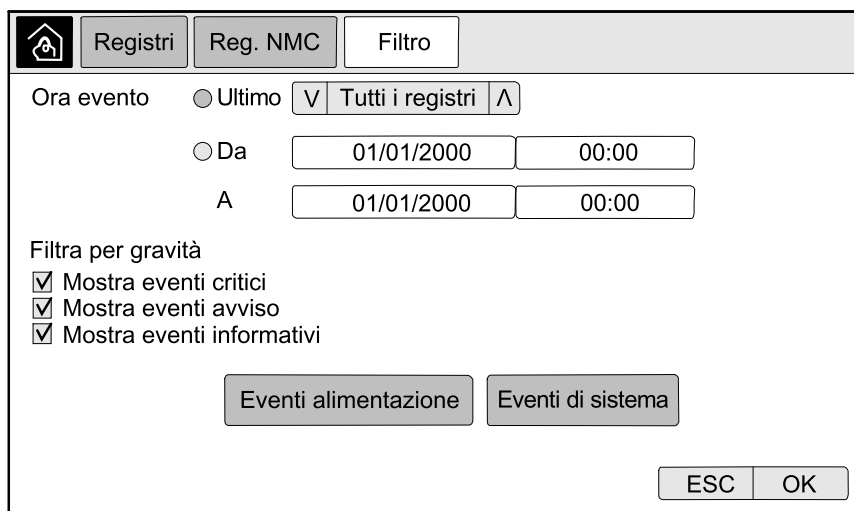 Registri Reg. NMC Filtro
Ora evento Ultimo V Tutti i registri Λ
Da 01/01/2000 00:00
A 01/01/2000 00:00
Filtra per gravità
Mostra eventi critici
Mostra eventi avviso
Mostra eventi informativi
Eventi alimentazione Eventi di sistema
ESC OK